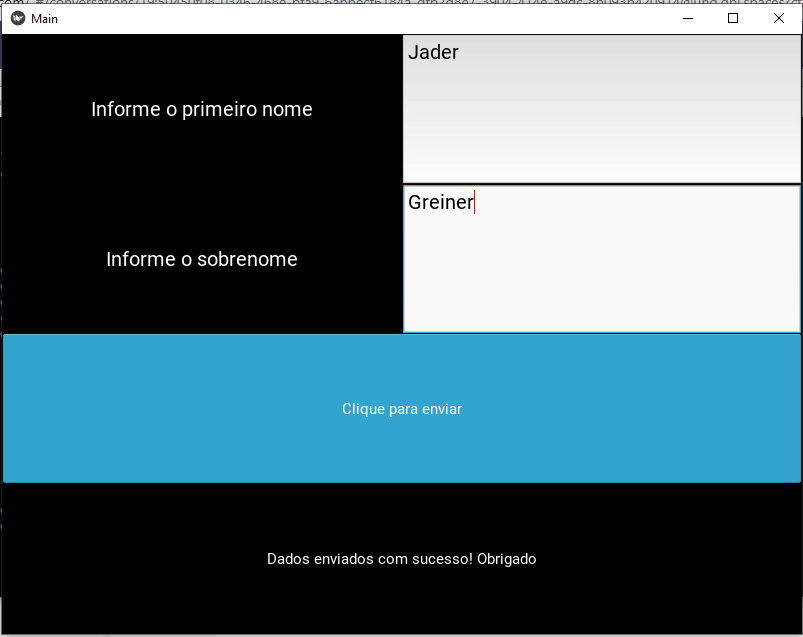 Main
Informe o primeiro nome
Jader
Informe o sobrenome
Greiner
Clique para enviar
Dados enviados com sucesso! Obrigado